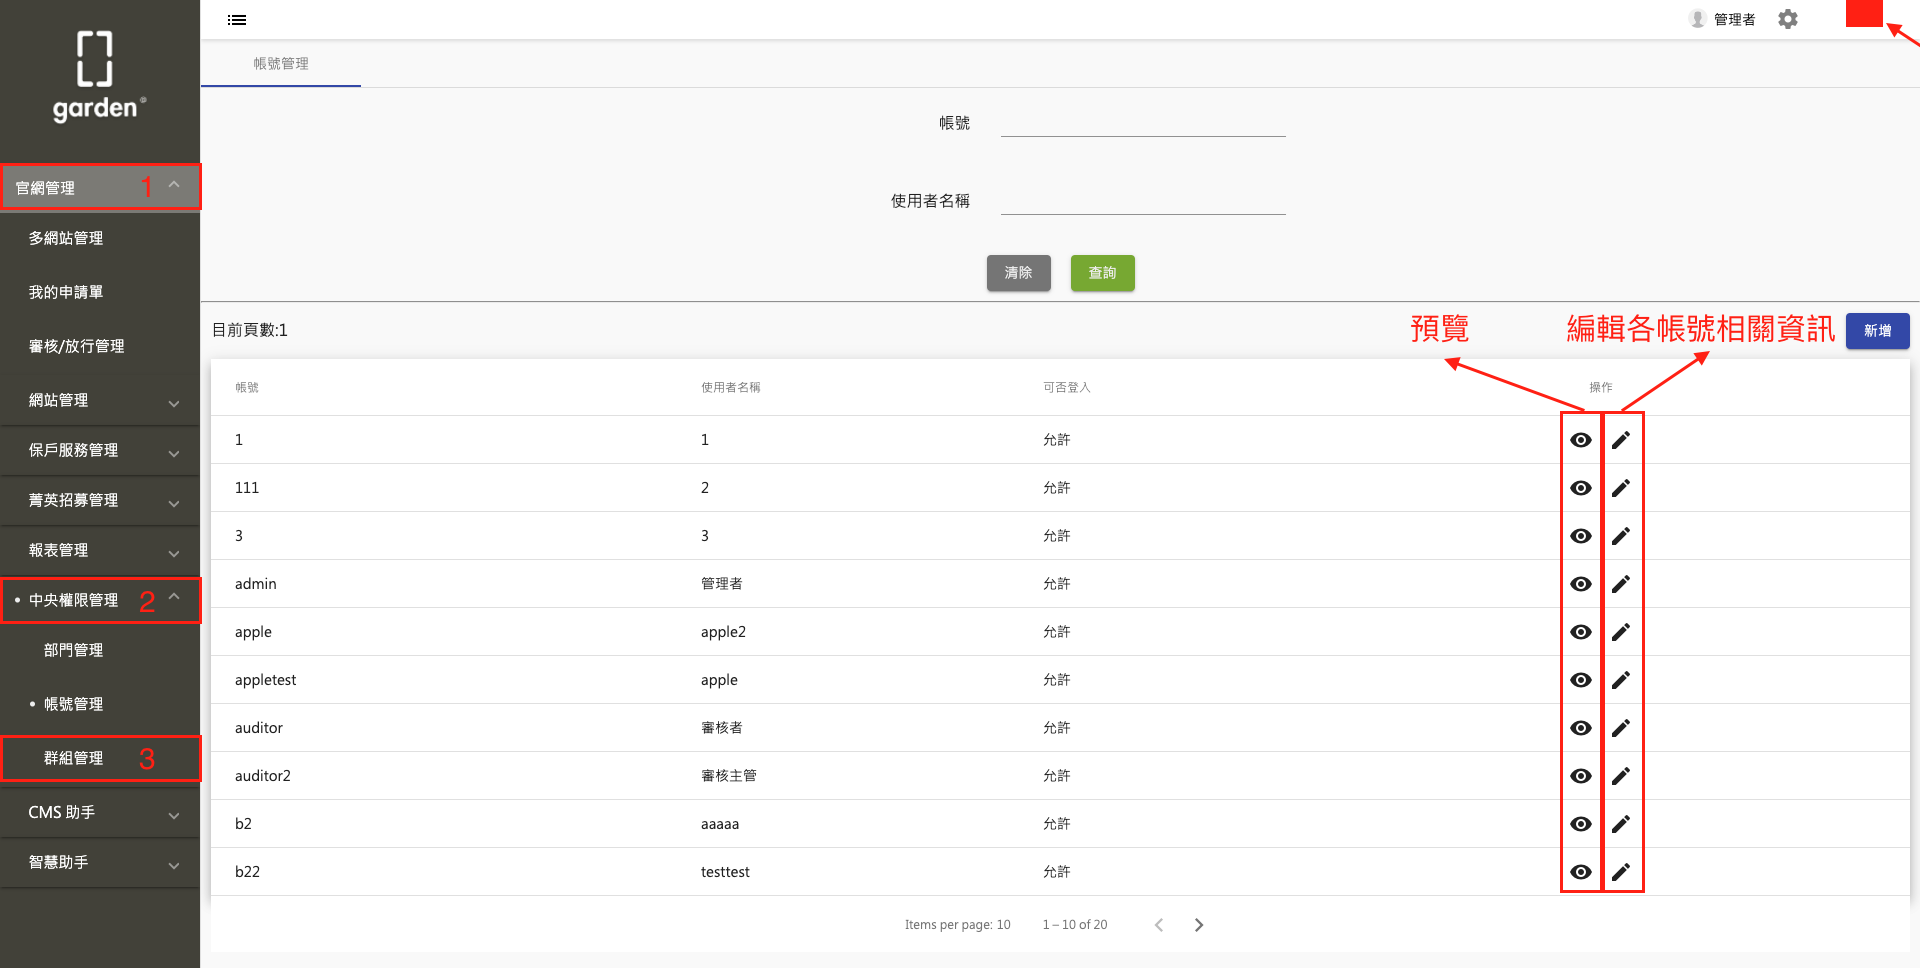 garden®
官網管理 1
多網站管理
我的申請單
審核/放行管理
網站管理
保戶服務管理
菁英招募管理
報表管理
• 中央權限管理 2
部門管理
• 帳號管理
群組管理 3
CMS 助手
智慧助手
管理者
帳號管理
帳號
使用者名稱
清除 查詢
目前頁數:1
預覽 編輯各帳號相關資訊 新增
帳號 使用者名稱 可否登入 操作
1 1 允許
111 2 允許
3 3 允許
admin 管理者 允許
apple apple2 允許
appletest apple 允許
auditor 審核者 允許
auditor2 審核主管 允許
b2 aaaaa 允許
b22 testtest 允許
Items per page: 10 1 – 10 of 20